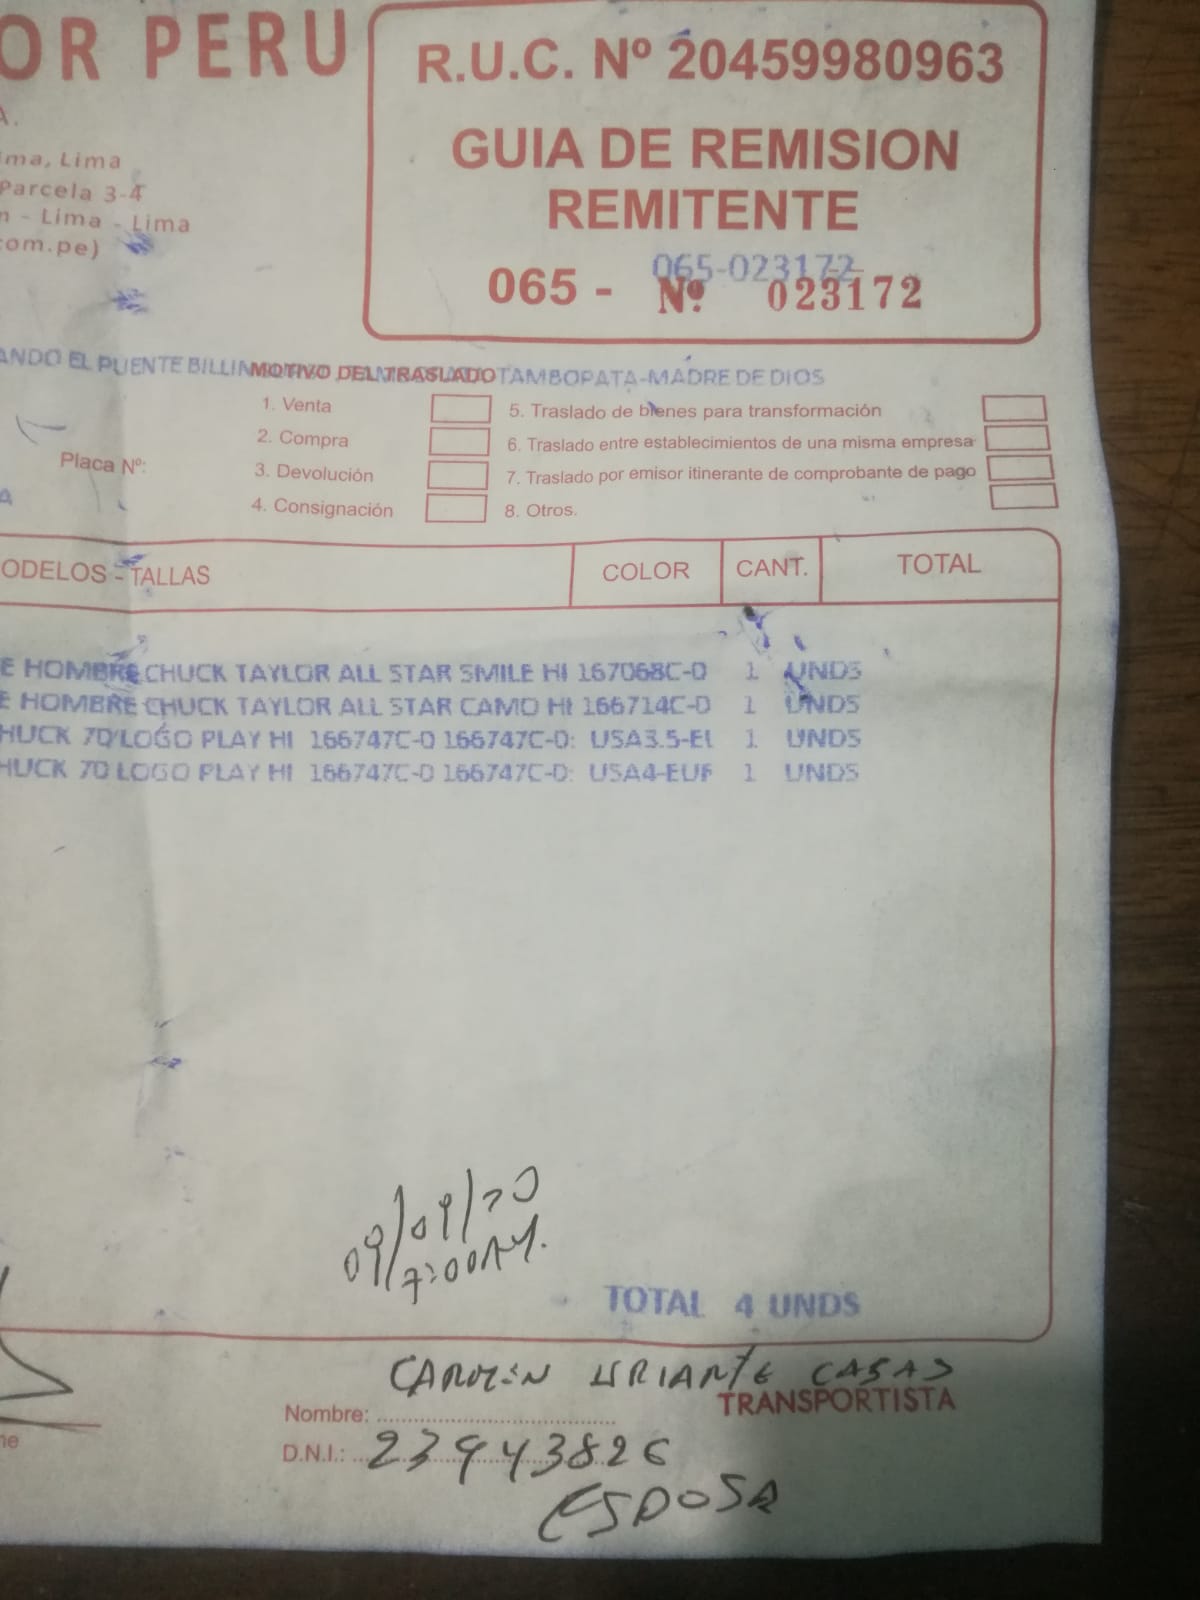 OR PERU
A.
ima, Lima
Parcela 3-4
n - Lima - Lima
com.pe)
R.U.C. Nº 20459980963
GUIA DE REMISION
REMITENTE
065-023172
065 - Nº. 023172
ANDO EL PUENTE BILLIN TAMBOPATA-MADRE DE DIOS
MOTIVO DEL TRASLADO
1. Venta
2. Compra
3. Devolución
4. Consignación
5. Traslado de bienes para transformación
6. Traslado entre establecimientos de una misma empresa
7. Traslado por emisor itinerante de comprobante de pago
8. Otros.
Placa Nº:
A
ODELOS - TALLAS COLOR CANT. TOTAL
E HOMBRE CHUCK TAYLOR ALL STAR SMILE HI 167068C-0 1 UNDS
E HOMBRE CHUCK TAYLOR ALL STAR CAMO HI 166714C-0 1 UNDS
HUCK 70 LOGO PLAY HI 166747C-0 166747C-0: USA3.5-EU 1 UNDS
HUCK 70 LOGO PLAY HI 166747C-0 166747C-0: USA4-EUR 1 UNDS
09/09/20
7:00AM.
TOTAL 4 UNDS
CARMEN URIARTE CASAS
TRANSPORTISTA
Nombre:
D.N.I.: 23943826
ESPOSA